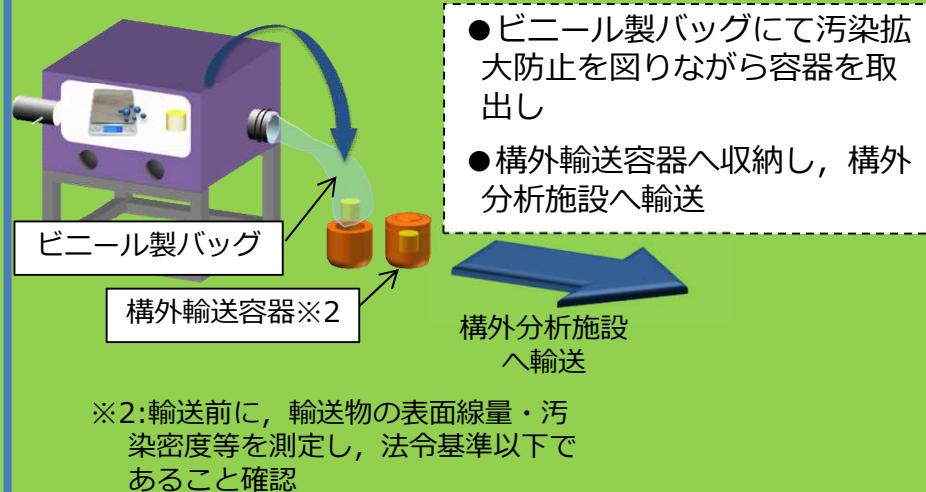 ●ビニール製バッグにて汚染拡
大防止を図りながら容器を取
出し
●構外輸送容器へ収納し，構外
分析施設へ輸送
ビニール製バッグ
構外輸送容器※2
構外分析施設
へ輸送
※2:輸送前に，輸送物の表面線量・汚
染密度等を測定し，法令基準以下で
あること確認